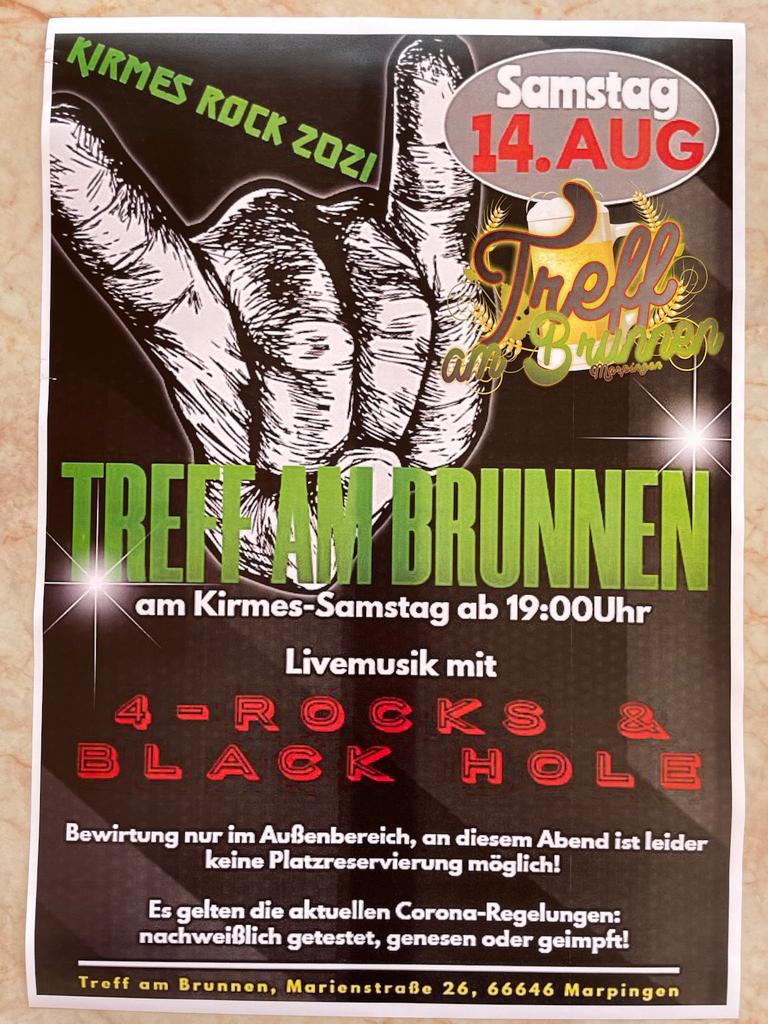 KIRMES ROCK 2021
Samstag
14. AUG
Treff
am Brunnen
Marpingen
TREFF AM BRUNNEN
am Kirmes-Samstag ab 19:00Uhr
Livemusik mit
4-ROCKS &
BLACK HOLE
Bewirtung nur im Außenbereich, an diesem Abend ist leider
keine Platzreservierung möglich!
Es gelten die aktuellen Corona-Regelungen:
nachweißlich getestet, genesen oder geimpft!
Treff am Brunnen, Marienstraße 26, 66646 Marpingen